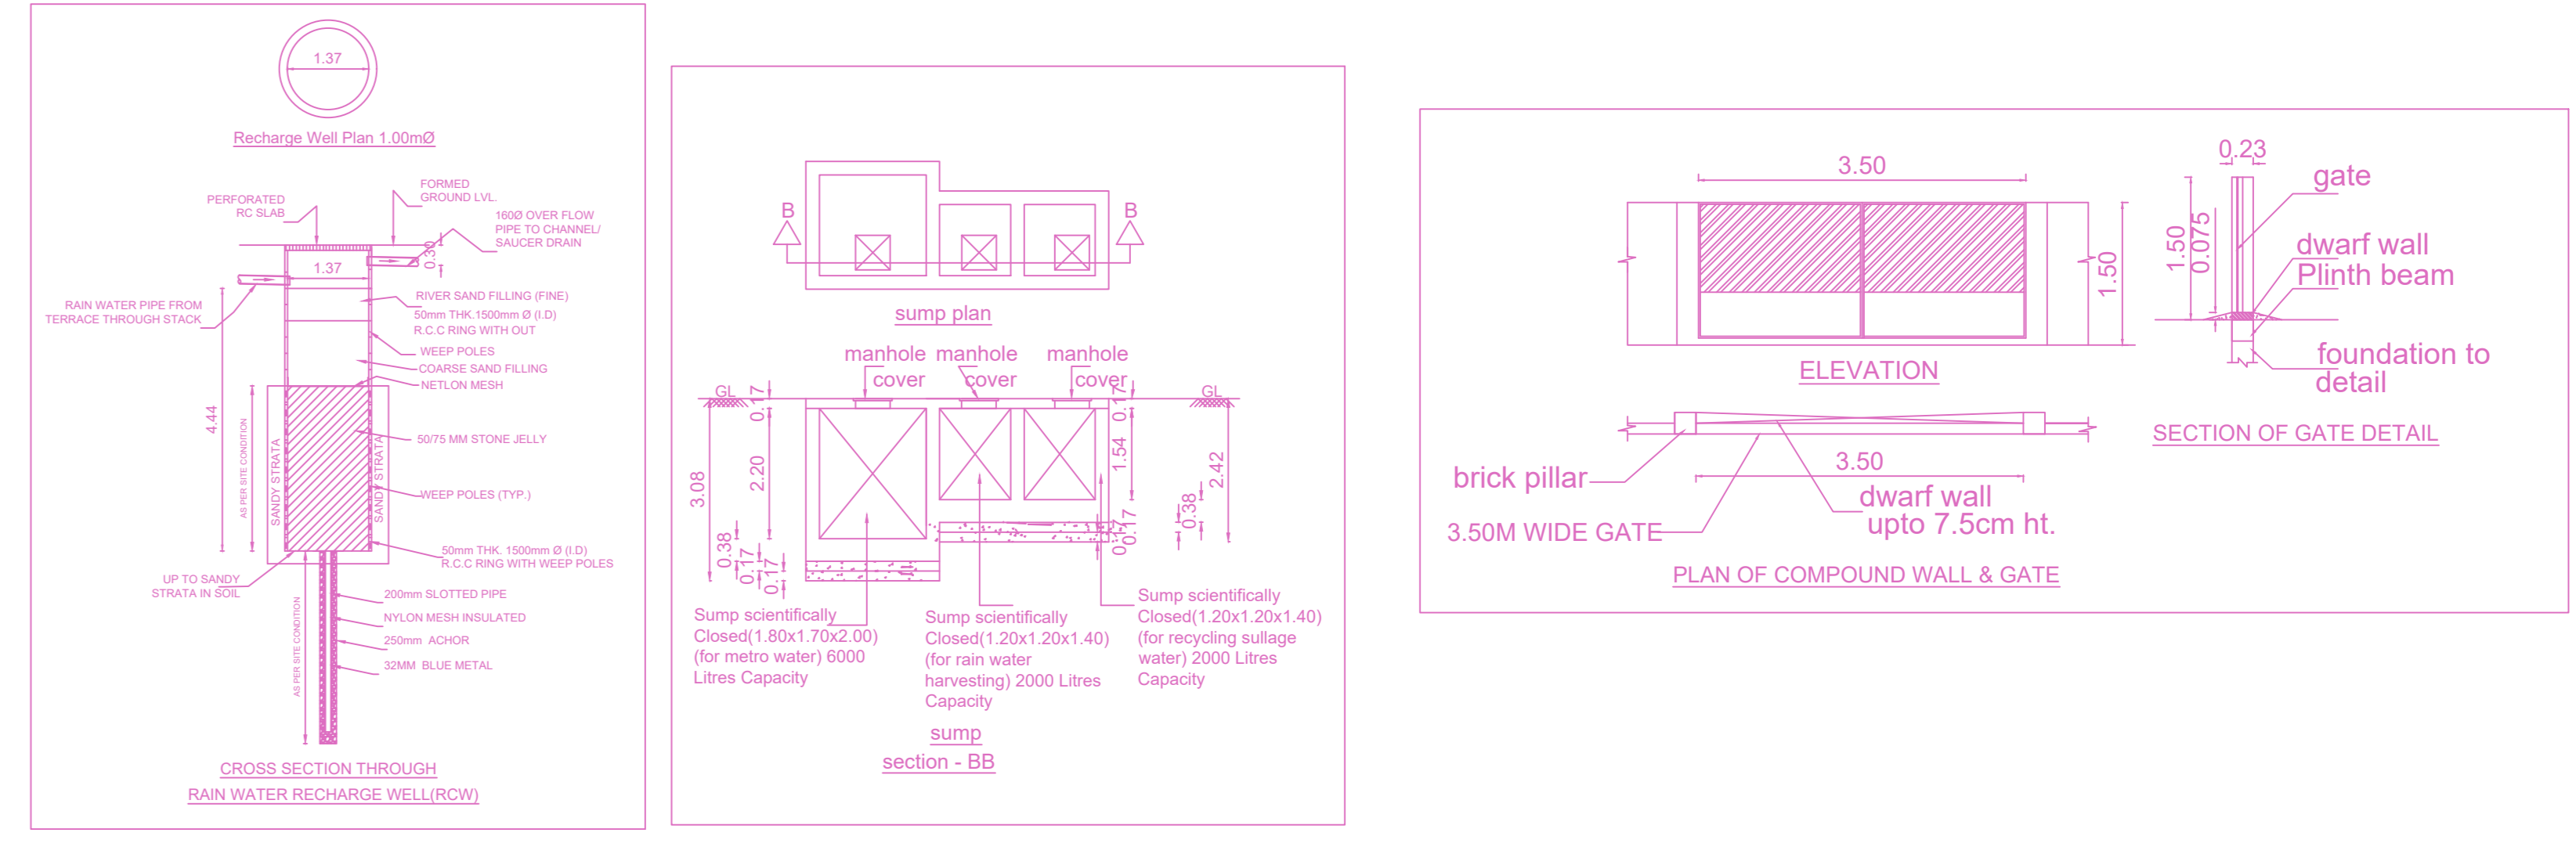 1.37
Recharge Well Plan 1.00mØ
PERFORATED
RC SLAB
FORMED
GROUND LVL.
160Ø OVER FLOW
PIPE TO CHANNEL/
SAUCER DRAIN
0.30
1.37
RAIN WATER PIPE FROM
TERRACE THROUGH STACK
RIVER SAND FILLING (FINE)
50mm THK.1500mm Ø (I.D)
R.C.C RING WITH OUT
WEEP POLES
COARSE SAND FILLING
NETLON MESH
4.44
AS PER SITE CONDITION
SANDY STRATA
SANDY STRATA
50/75 MM STONE JELLY
WEEP POLES (TYP.)
50mm THK. 1500mm Ø (I.D)
R.C.C RING WITH WEEP POLES
UP TO SANDY
STRATA IN SOIL
AS PER SITE CONDITION
200mm SLOTTED PIPE
NYLON MESH INSULATED
250mm ACHOR
32MM BLUE METAL
CROSS SECTION THROUGH
RAIN WATER RECHARGE WELL(RCW)
B
B
sump plan
manhole
cover
manhole
cover
manhole
cover
GL
GL
0.17
0.17
3.08
2.20
1.54
2.42
0.38
0.38
0.17
0.17
0.17
0.17
Sump scientifically
Closed(1.80x1.70x2.00)
(for metro water) 6000
Litres Capacity
Sump scientifically
Closed(1.20x1.20x1.40)
(for rain water
harvesting) 2000 Litres
Capacity
Sump scientifically
Closed(1.20x1.20x1.40)
(for recycling sullage
water) 2000 Litres
Capacity
sump
section - BB
3.50
1.50
ELEVATION
brick pillar
3.50M WIDE GATE
3.50
dwarf wall
upto 7.5cm ht.
PLAN OF COMPOUND WALL & GATE
0.23
1.50
0.075
gate
dwarf wall
Plinth beam
foundation to
detail
SECTION OF GATE DETAIL